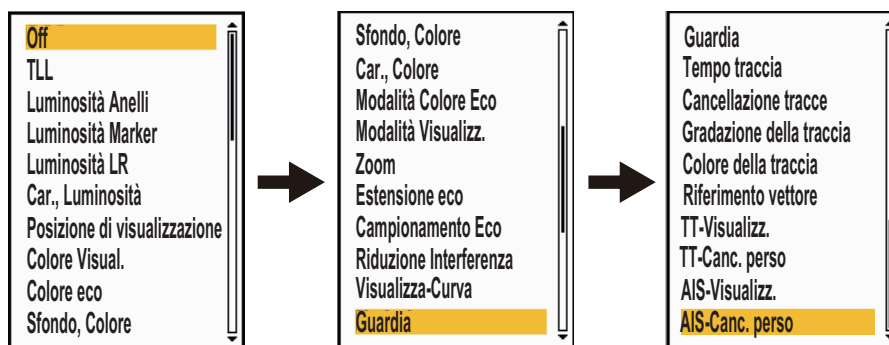 Off
TLL
Luminosità Anelli
Luminosità Marker
Luminosità LR
Car., Luminosità
Posizione di visualizzazione
Colore Visual.
Colore eco
Sfondo, Colore
Sfondo, Colore
Car., Colore
Modalità Colore Eco
Modalità Visualizz.
Zoom
Estensione eco
Campionamento Eco
Riduzione Interferenza
Visualizza-Curva
Guardia
Guardia
Tempo traccia
Cancellazione tracce
Gradazione della traccia
Colore della traccia
Riferimento vettore
TT-Visualizz.
TT-Canc. perso
AIS-Visualizz.
AIS-Canc. perso